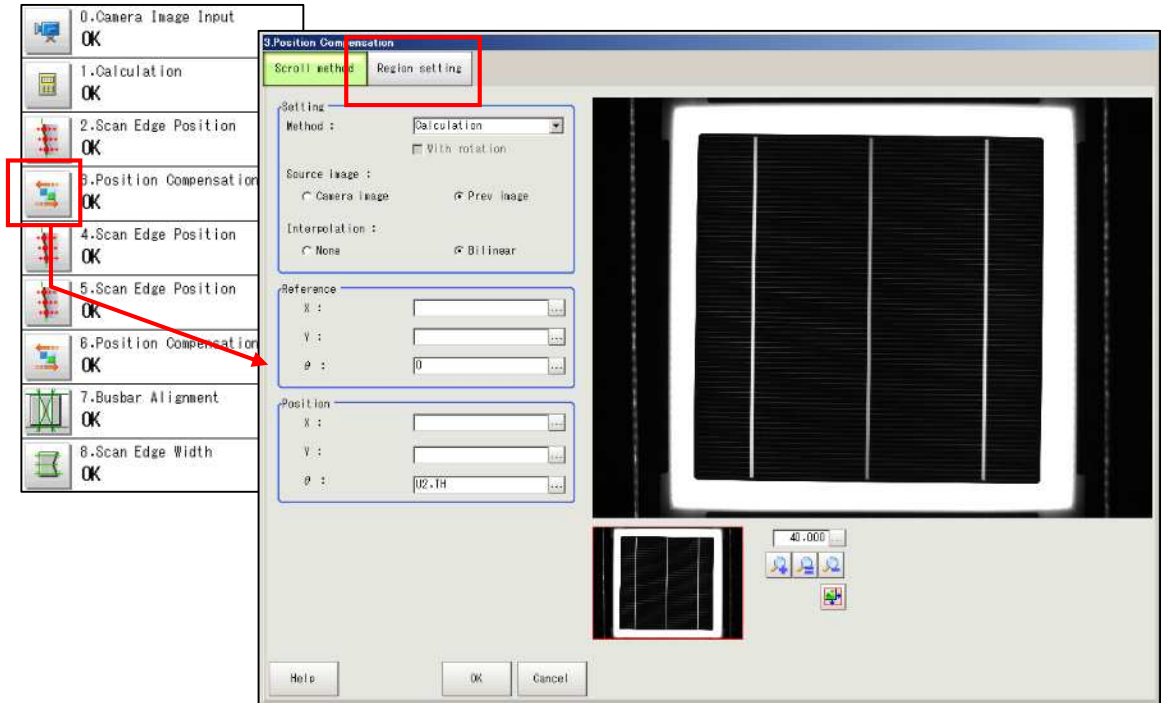 0.Camera Image Input
OK
1.Calculation
OK
2.Scan Edge Position
OK
3.Position Compensation
OK
4.Scan Edge Position
OK
5.Scan Edge Position
OK
6.Position Compensation
OK
7.Busbar Alignment
OK
8.Scan Edge Width
OK
3.Position Compensation
Scroll method Region setting
Setting
Method : Calculation
With rotation
Source image :
Camera image Prev image
Interpolation :
None Bilinear
Reference
X :
Y :
θ : 0
Position
X :
Y :
θ : U2.TH
40.000 ...
Help OK Cancel